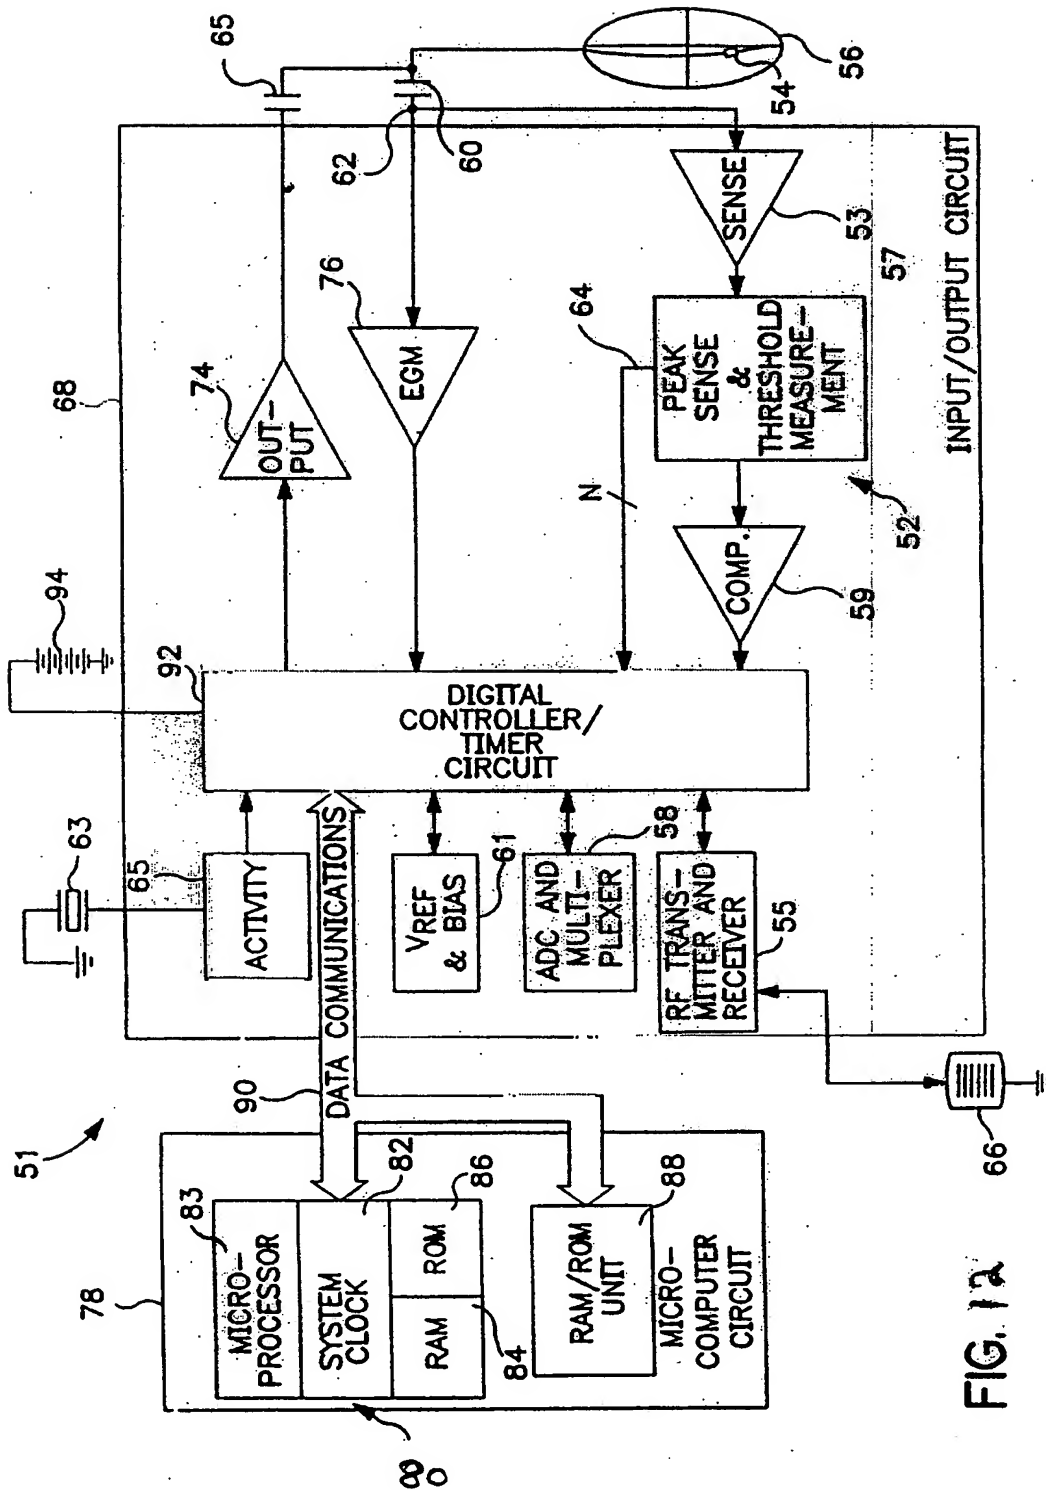 51
78
83
MICRO-
PROCESSOR
SYSTEM
CLOCK
82
RAM
ROM
86
84
80
RAM/ROM
UNIT
88
MICRO-
COMPUTER
CIRCUIT
90
DATA COMMUNICATIONS
63
65
ACTIVITY
VREF
& BIAS
61
ADC AND
MULTI-
PLEXER
58
RF TRANS-
MITTER AND
RECEIVER
55
66
94
92
DIGITAL
CONTROLLER/
TIMER
CIRCUIT
68
74
OUT-
PUT
76
EGM
N
64
COMP.
59
PEAK
SENSE
&
THRESHOLD
MEASURE-
MENT
52
SENSE
53
57
INPUT/OUTPUT CIRCUIT
65
62
60
54
56
FIG. 12